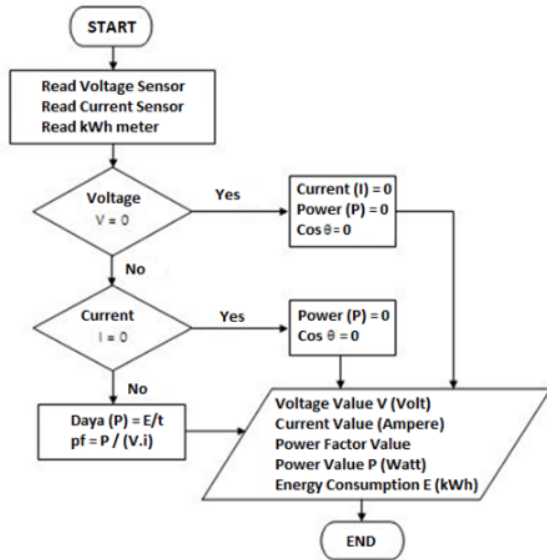 START
Read Voltage Sensor
Read Current Sensor
Read kWh meter
Voltage
V = 0
Yes
Current (I) = 0
Power (P) = 0
Cos θ = 0
No
Current
I = 0
Yes
Power (P) = 0
Cos θ = 0
No
Daya (P) = E/t
pf = P / (V.i)
Voltage Value V (Volt)
Current Value (Ampere)
Power Factor Value
Power Value P (Watt)
Energy Consumption E (kWh)
END